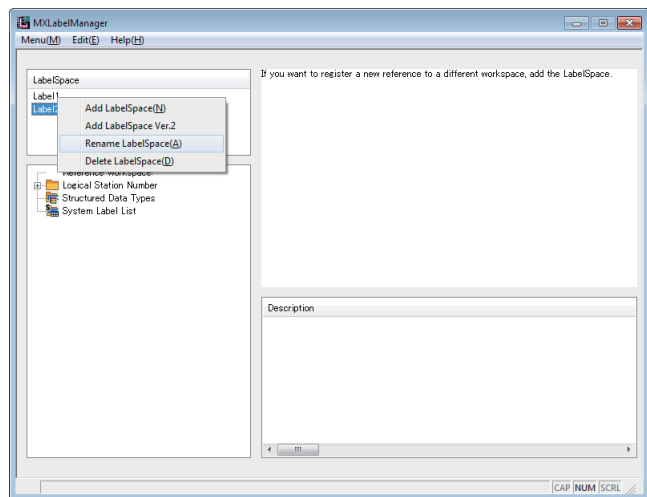 MXLabelManager
Menu(M) Edit(E) Help(H)
LabelSpace
Label1
Label2
Add LabelSpace(N)
Add LabelSpace Ver.2
Rename LabelSpace(A)
Delete LabelSpace(D)
If you want to register a new reference to a different workspace, add the LabelSpace.
Reference workspace
Logical Station Number
Structured Data Types
System Label List
Description
CAP NUM SCRL